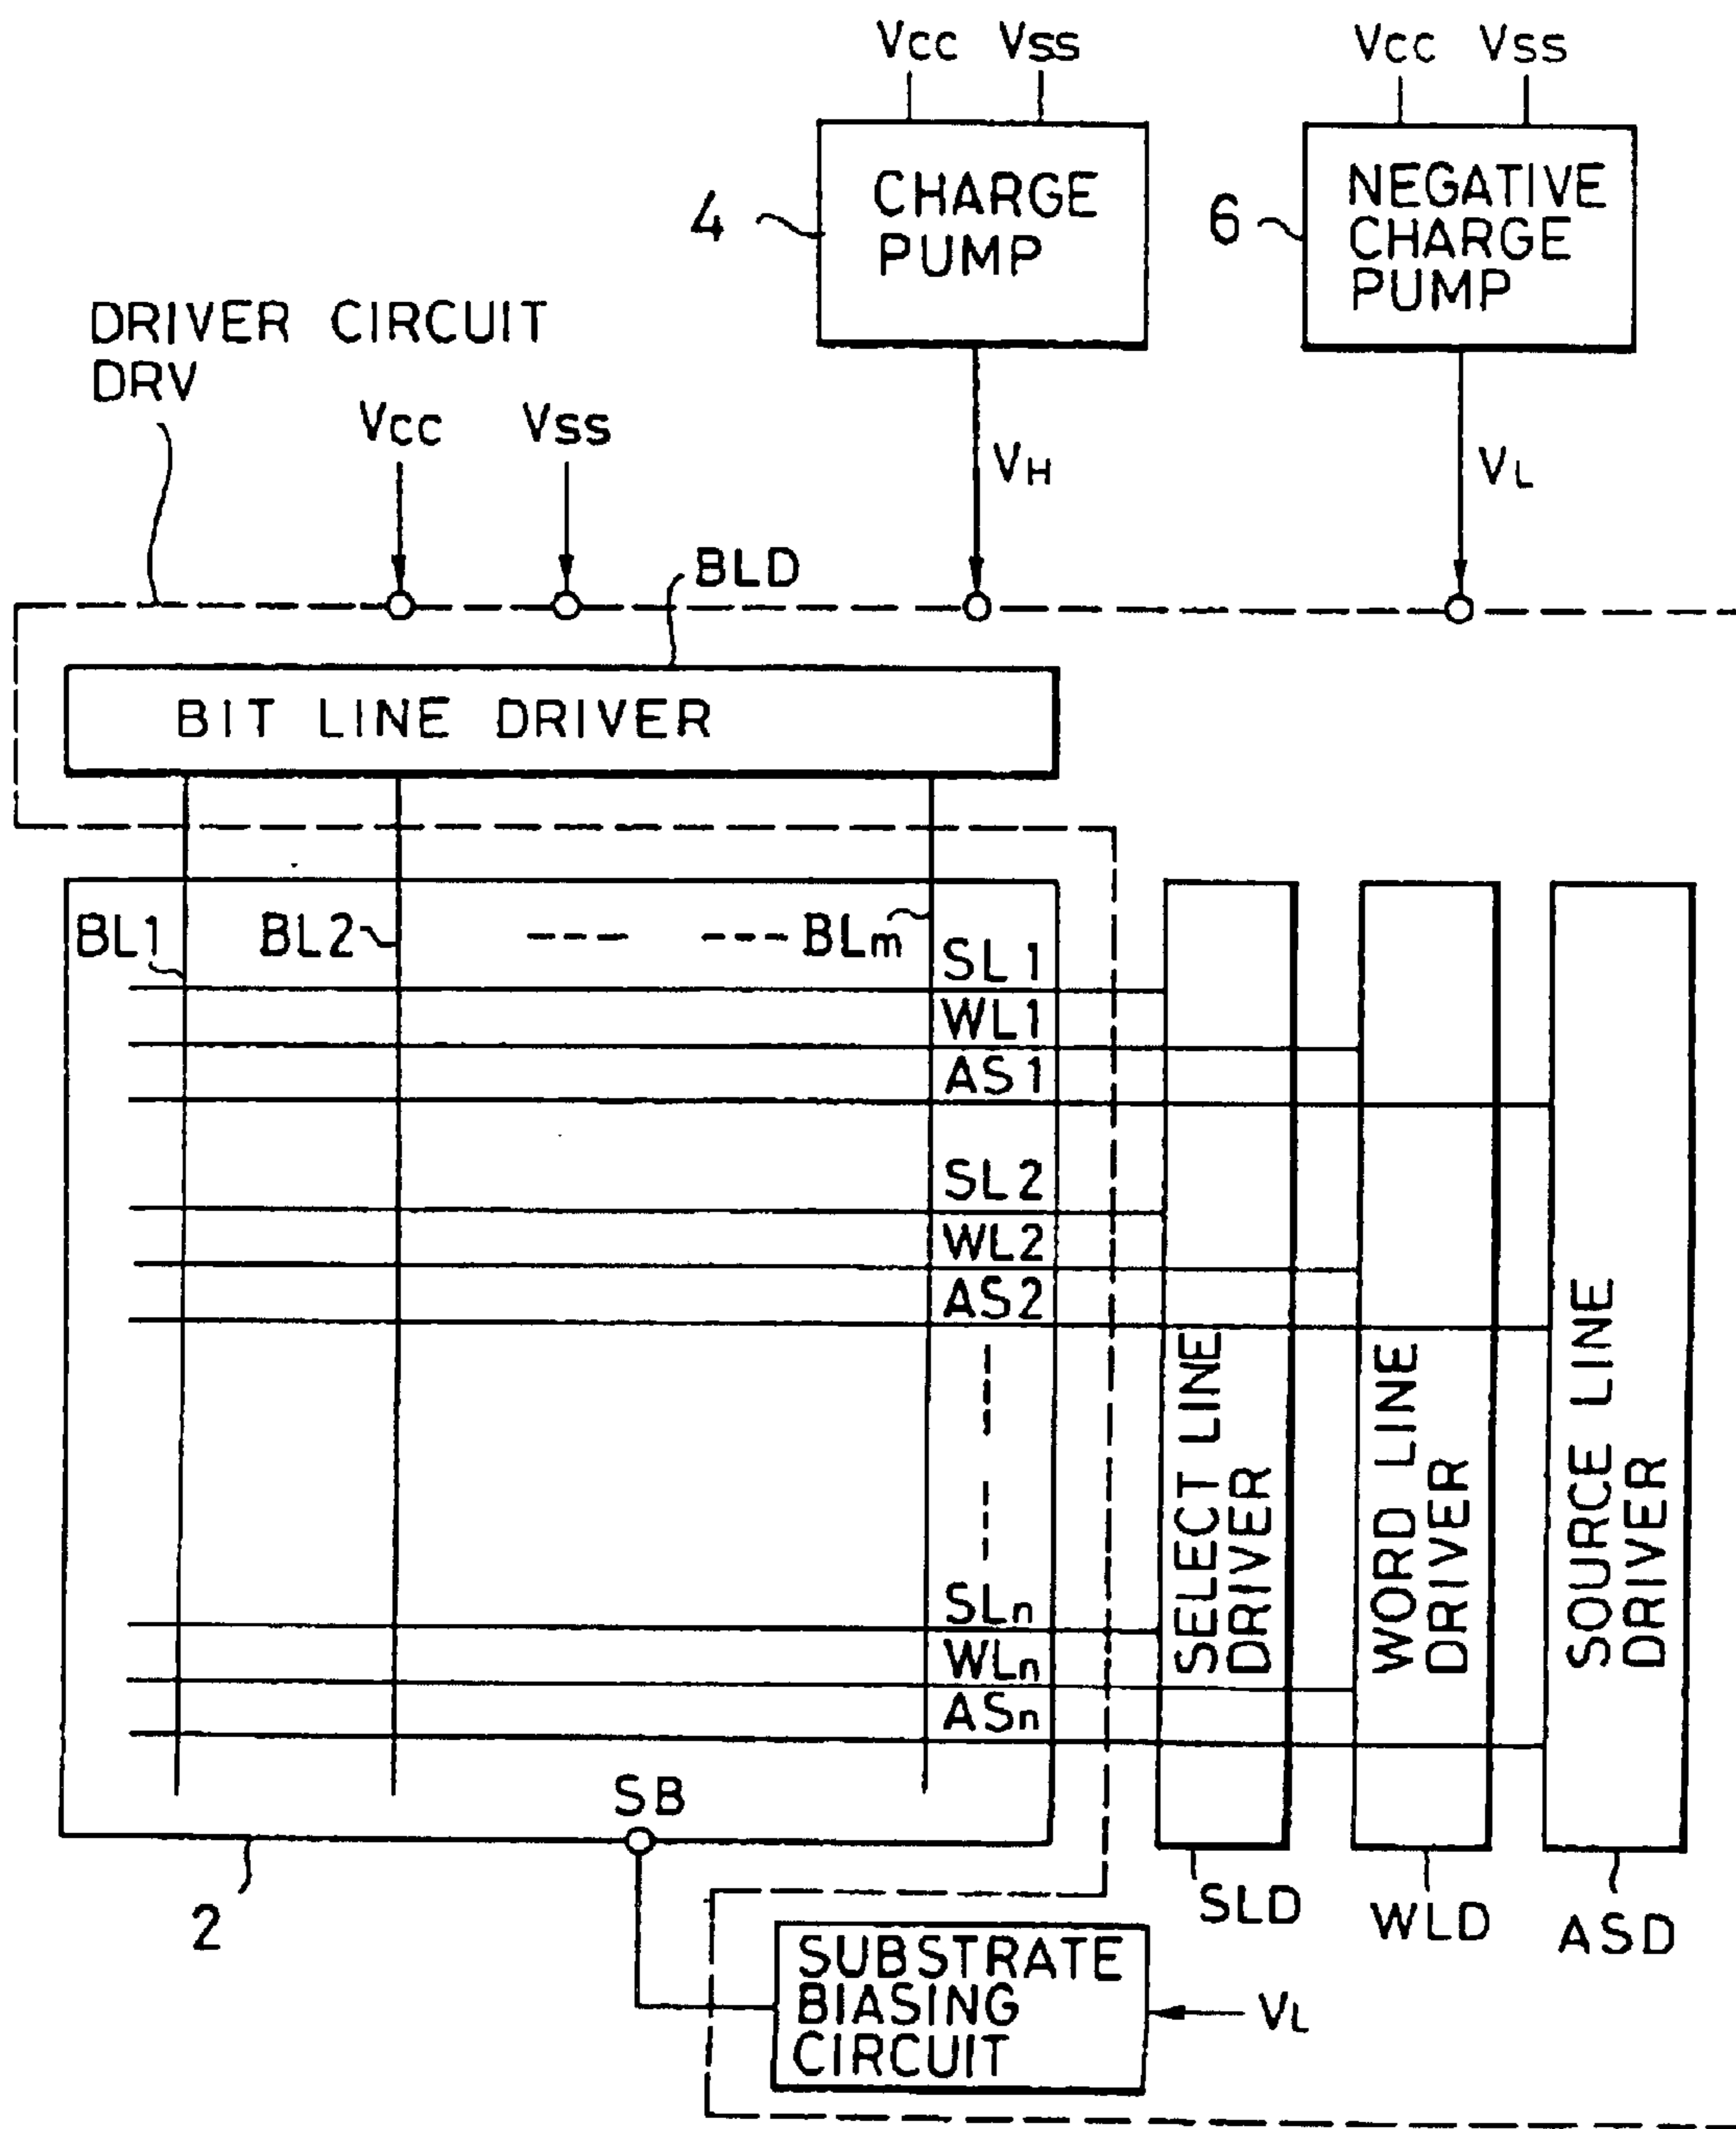 Vcc Vss
Vcc Vss
4
CHARGE
PUMP
6
NEGATIVE
CHARGE
PUMP
DRIVER CIRCUIT
DRV
Vcc
Vss
VH
VL
BLD
BIT LINE DRIVER
BL1
BL2
---- ---- BLm
SL1
WL1
AS1
SL2
WL2
AS2
SLn
WLn
ASn
SELECT LINE
DRIVER
WORD LINE
DRIVER
SOURCE LINE
DRIVER
SB
2
SLD
WLD
ASD
SUBSTRATE
BIASING
CIRCUIT
VL